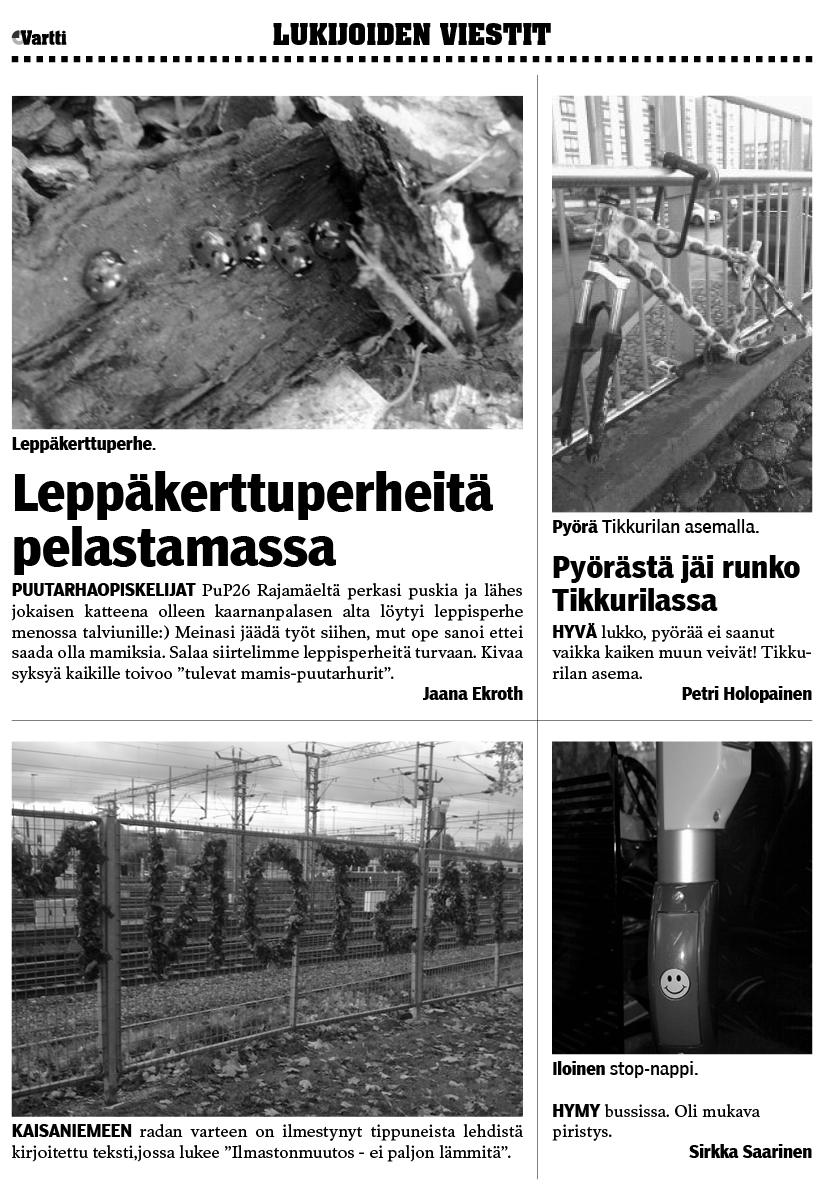 Vartti
LUKIJOIDEN VIESTIT
Leppäkerttuperhe.
Leppäkerttuperheitä
pelastamassa
PUUTARHAOPISKELIJAT PuP26 Rajamäeltä perkasi puskia ja lähes
jokaisen katteena olleen kaarnanpalasen alta löytyi leppisperhe
menossa talviunille:) Meinasi jäädä työt siihen, mut ope sanoi ettei
saada olla mamiksia. Salaa siirtelimme leppisperheitä turvaan. Kivaa
syksyä kaikille toivoo ”tulevat mamis-puutarhurit”.
Jaana Ekroth
Pyörä Tikkurilan asemalla.
Pyörästä jäi runko
Tikkurilassa
HYVÄ lukko, pyörää ei saanut
vaikka kaiken muun veivät! Tikku-
rilan asema.
Petri Holopainen
KAISANIEMEEN radan varteen on ilmestynyt tippuneista lehdistä
kirjoitettu teksti,jossa lukee ”Ilmastonmuutos - ei paljon lämmitä”.
Iloinen stop-nappi.
HYMY bussissa. Oli mukava
piristys.
Sirkka Saarinen